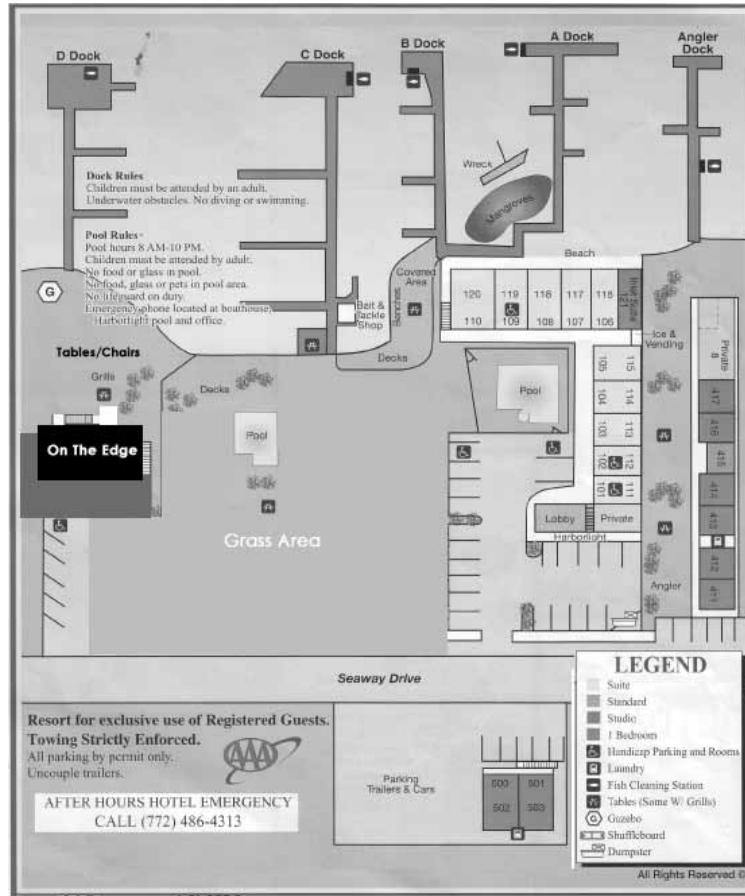 D Dock
C Dock
B Dock
A Dock
Angler
Dock
Wreck
Mangroves
Dock Rules
Children must be attended by an adult.
Underwater obstacles. No diving or swimming.
Pool Rules
Pool hours 8 AM-10 PM.
Children must be attended by adult.
No food or glass in pool.
No food, glass or pets in pool area.
No lifeguard on duty.
Emergency phone located at boathouse,
Harborlight pool and office.
G
Beach
Covered
Area
Benches
Bait &
Tackle
Shop
Decks
120 119 118 117 116
110 109 108 107 106
121
Ice &
Vending
Private
8
Tables/Chairs
Grills
Decks
Pool
Pool
105 115
104 114
103 113
102 112
101 111
417
416
415
414
413
412
411
On The Edge
Lobby
Private
Harborlight
Grass Area
Angler
Seaway Drive
Resort for exclusive use of Registered Guests.
Towing Strictly Enforced.
All parking by permit only.
Uncouple trailers.
AAA
AFTER HOURS HOTEL EMERGENCY
CALL (772) 486-4313
Parking
Trailers & Cars
500 501
502 503
LEGEND
Suite
Standard
Studio
1 Bedroom
Handicap Parking and Rooms
Laundry
Fish Cleaning Station
Tables (Some W/ Grills)
G Gazebo
Shuffleboard
Dumpster
All Rights Reserved ©